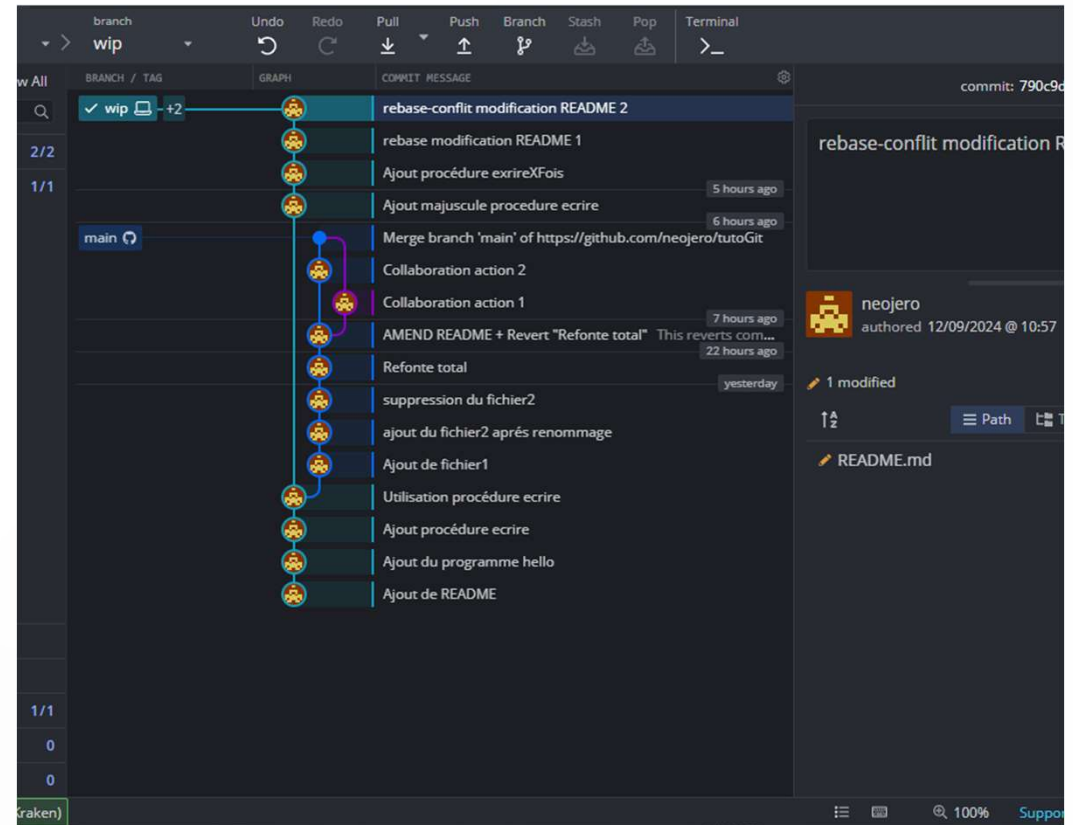 branch
wip
Undo
Redo
Pull
Push
Branch
Stash
Pop
Terminal
w All
2/2
1/1
1/1
0
0
Kraken)
BRANCH / TAG
GRAPH
COMMIT MESSAGE
wip +2
rebase-conflit modification README 2
rebase modification README 1
Ajout procédure exrireXFois
5 hours ago
Ajout majuscule procedure ecrire
6 hours ago
main
Merge branch 'main' of https://github.com/neojero/tutoGit
Collaboration action 2
Collaboration action 1
7 hours ago
AMEND README + Revert "Refonte total" This reverts com...
22 hours ago
Refonte total
yesterday
suppression du fichier2
ajout du fichier2 aprés renommage
Ajout de fichier1
Utilisation procédure ecrire
Ajout procédure ecrire
Ajout du programme hello
Ajout de README
commit: 790c9d
rebase-conflit modification R
neojero
authored 12/09/2024 @ 10:57
1 modified
Path
README.md
100%
Suppor